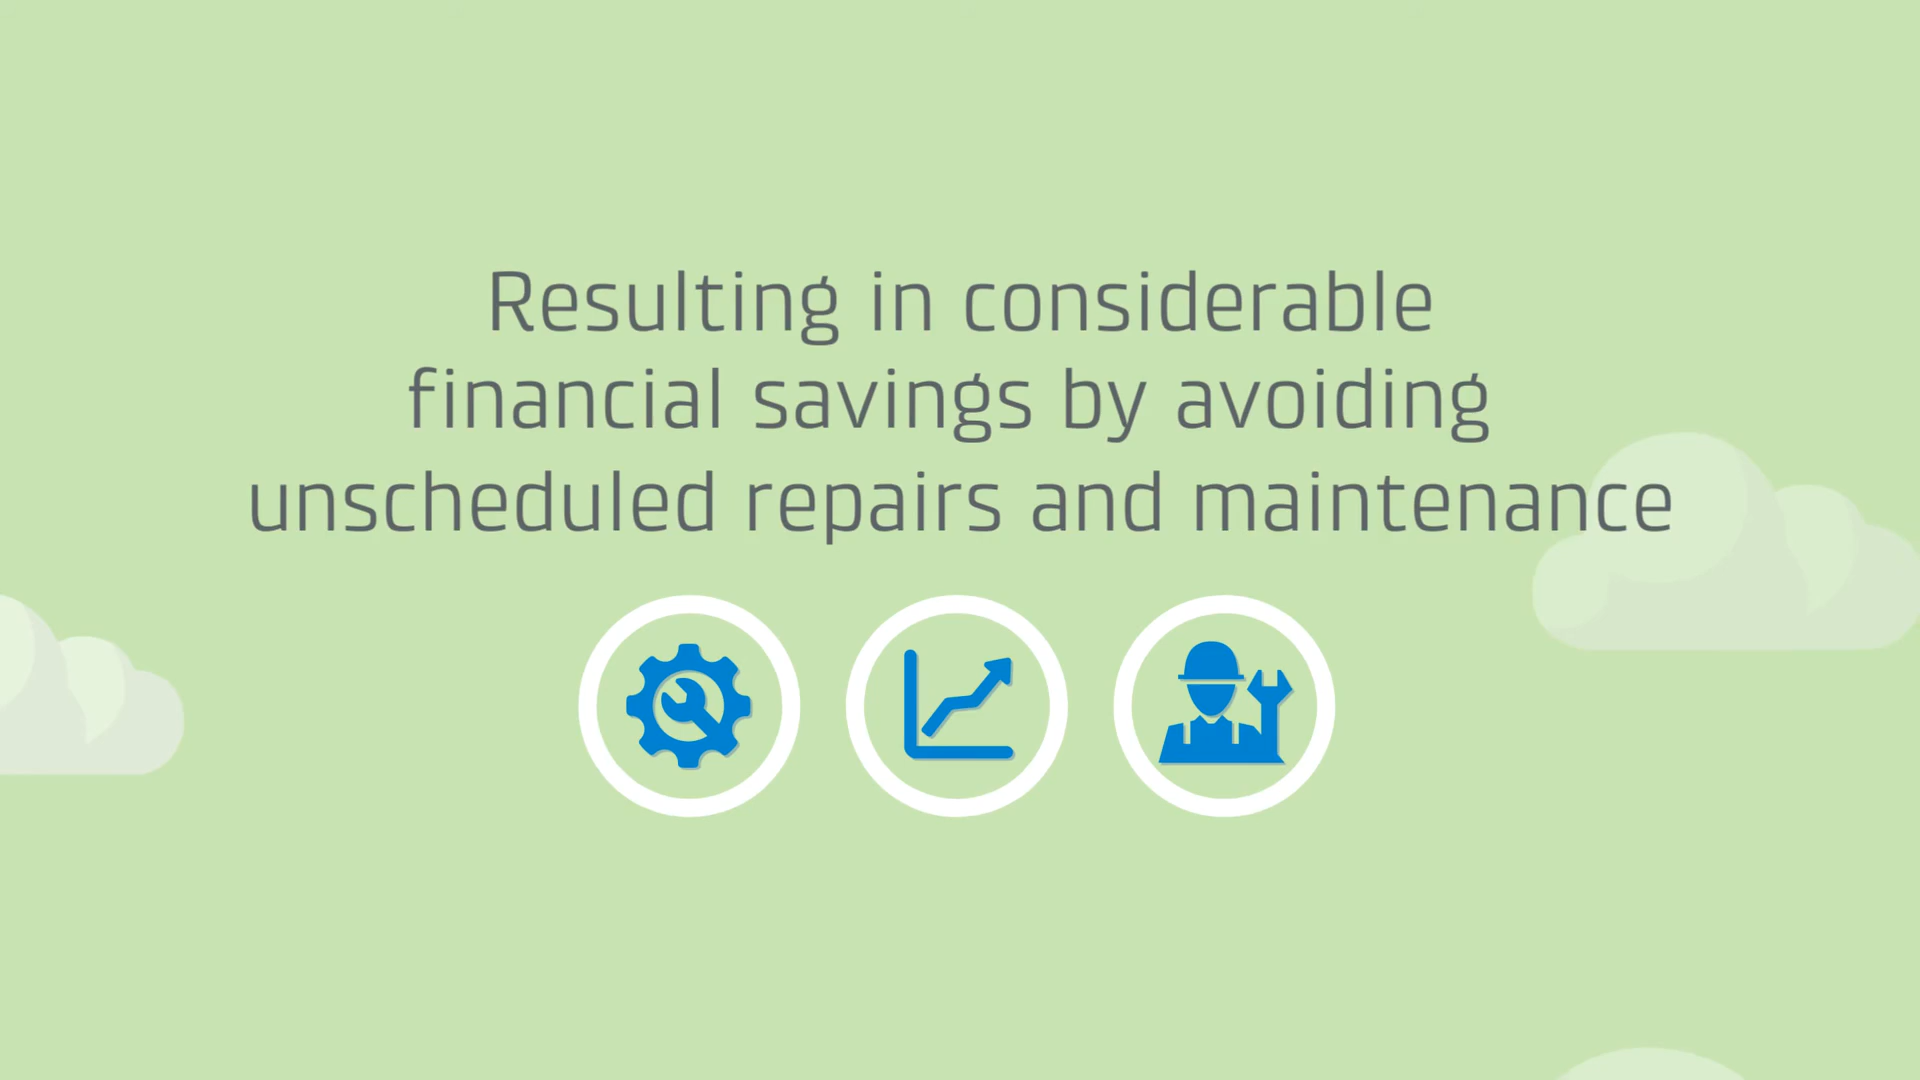 Resulting in considerable
financial savings by avoiding
unscheduled repairs and maintenance